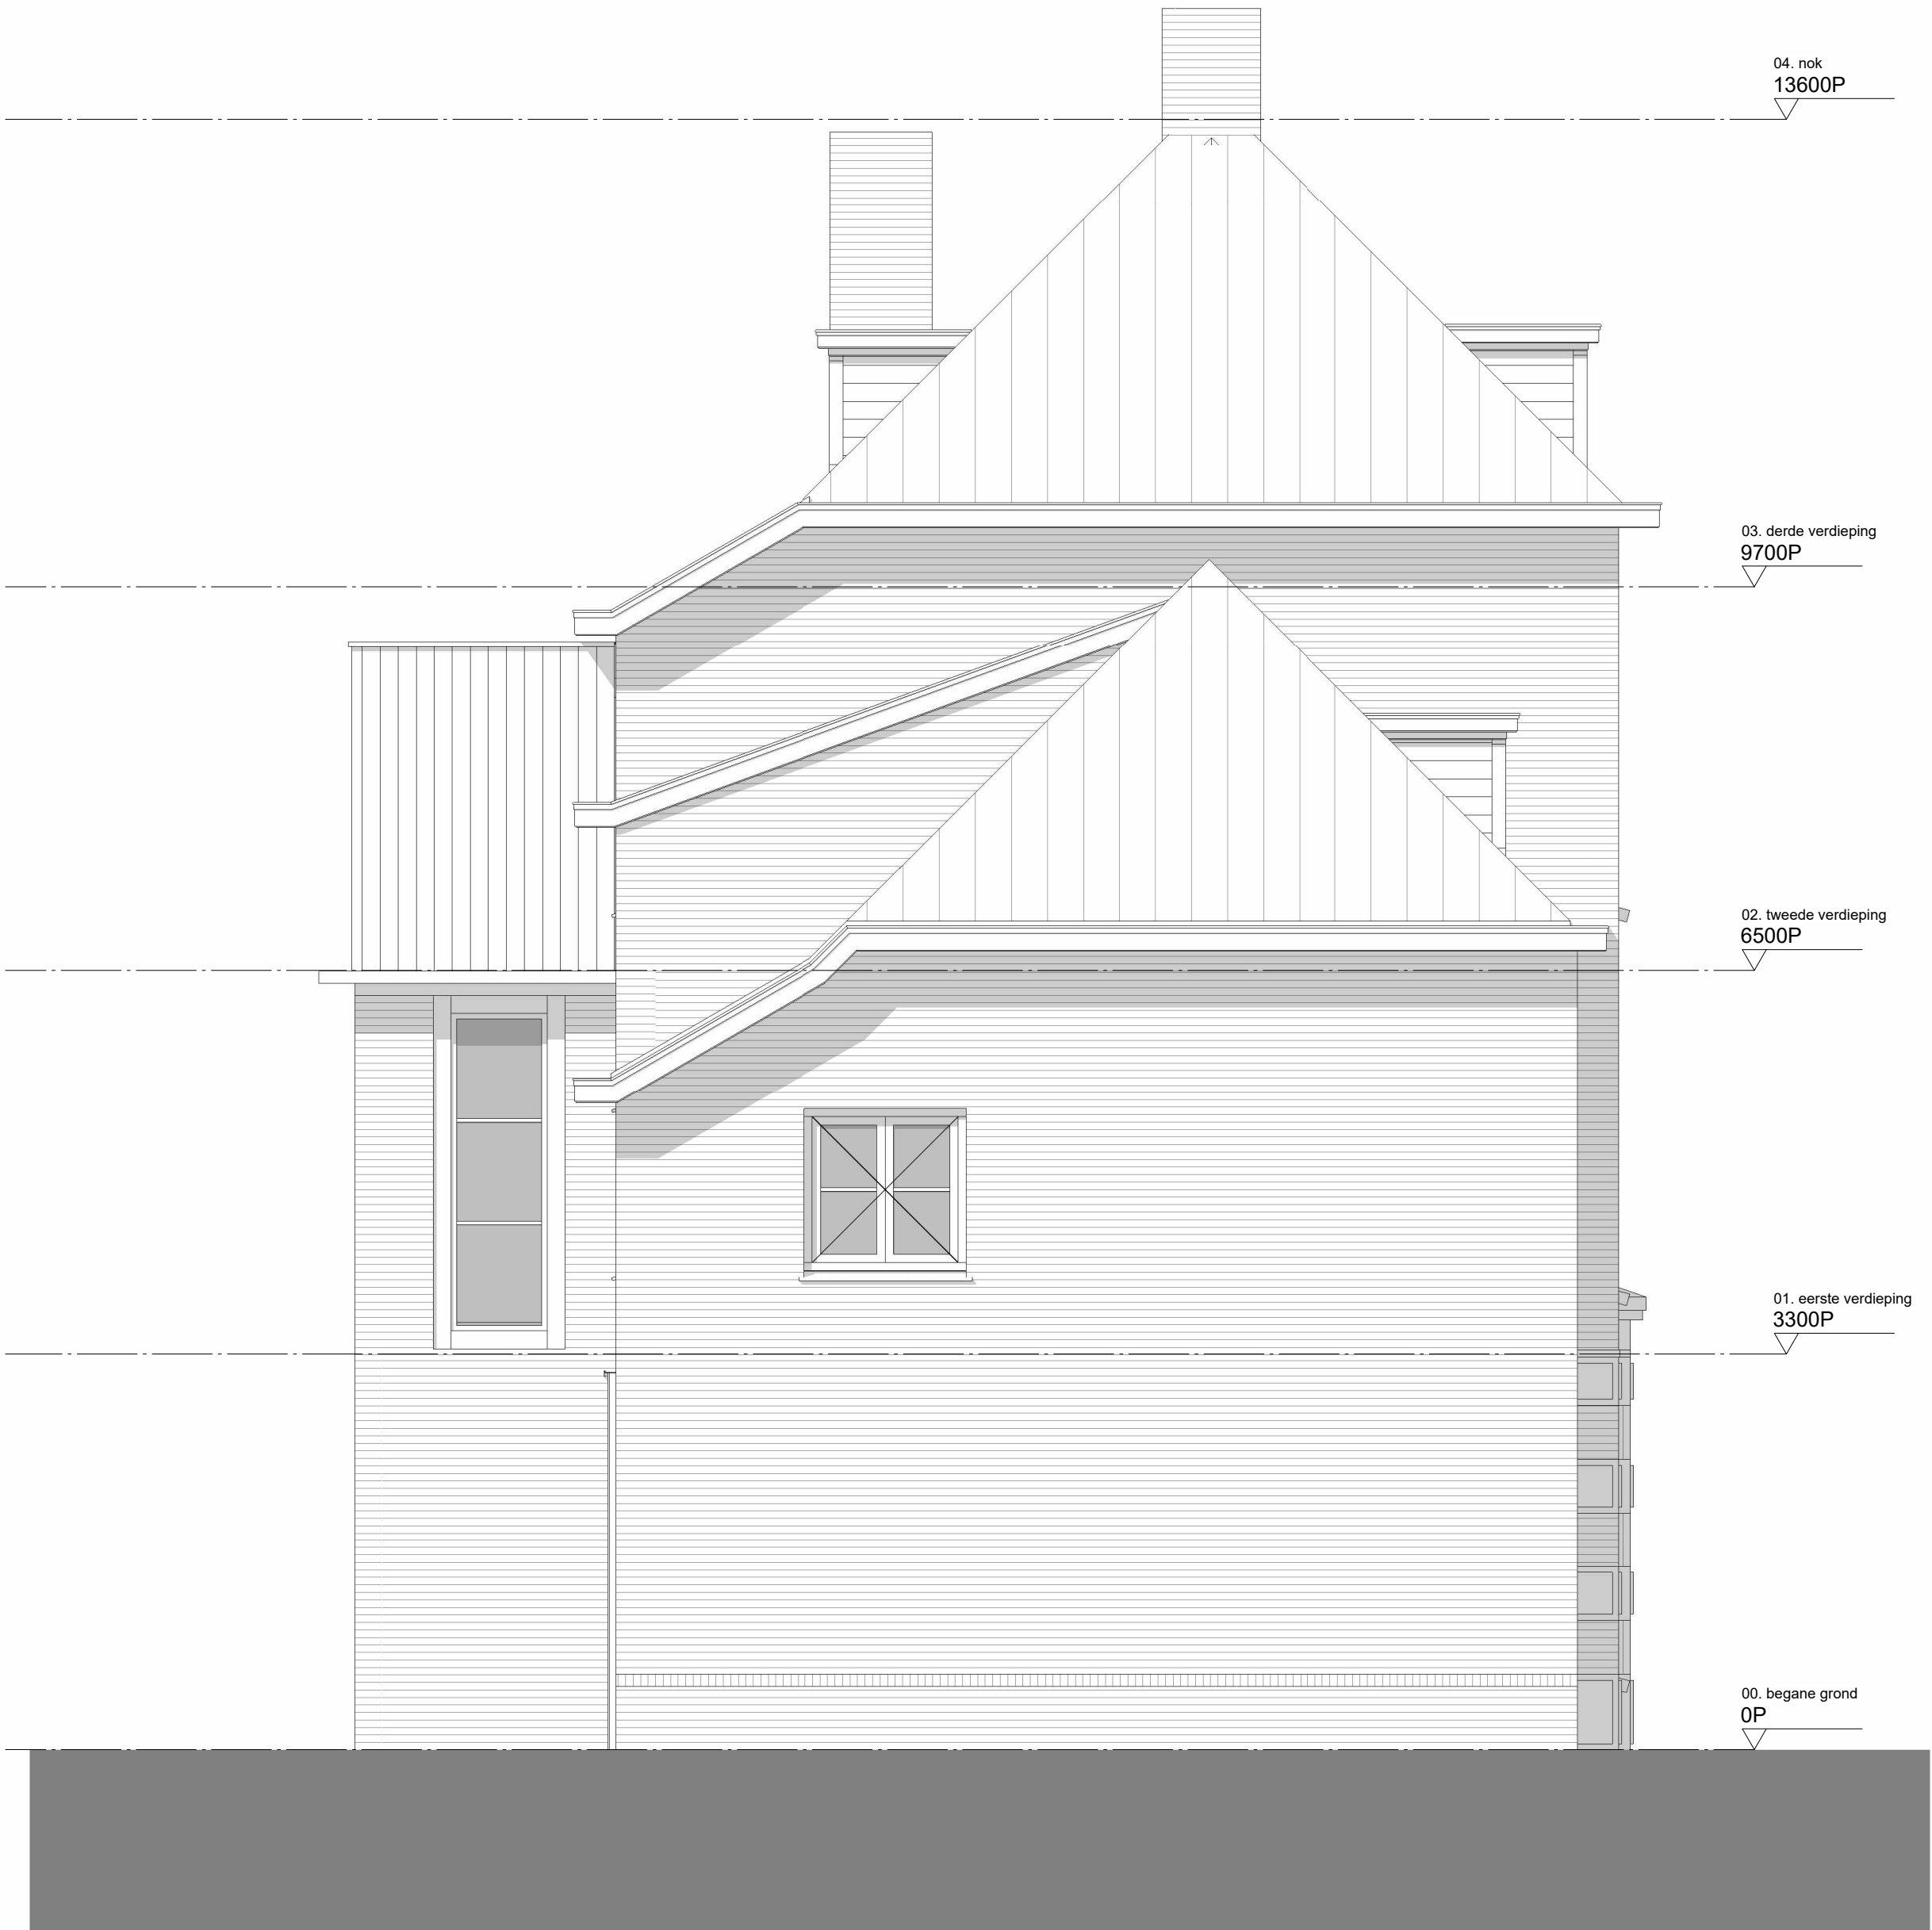 04. nok
13600P
03. derde verdieping
9700P
02. tweede verdieping
6500P
01. eerste verdieping
3300P
00. begane grond
0P